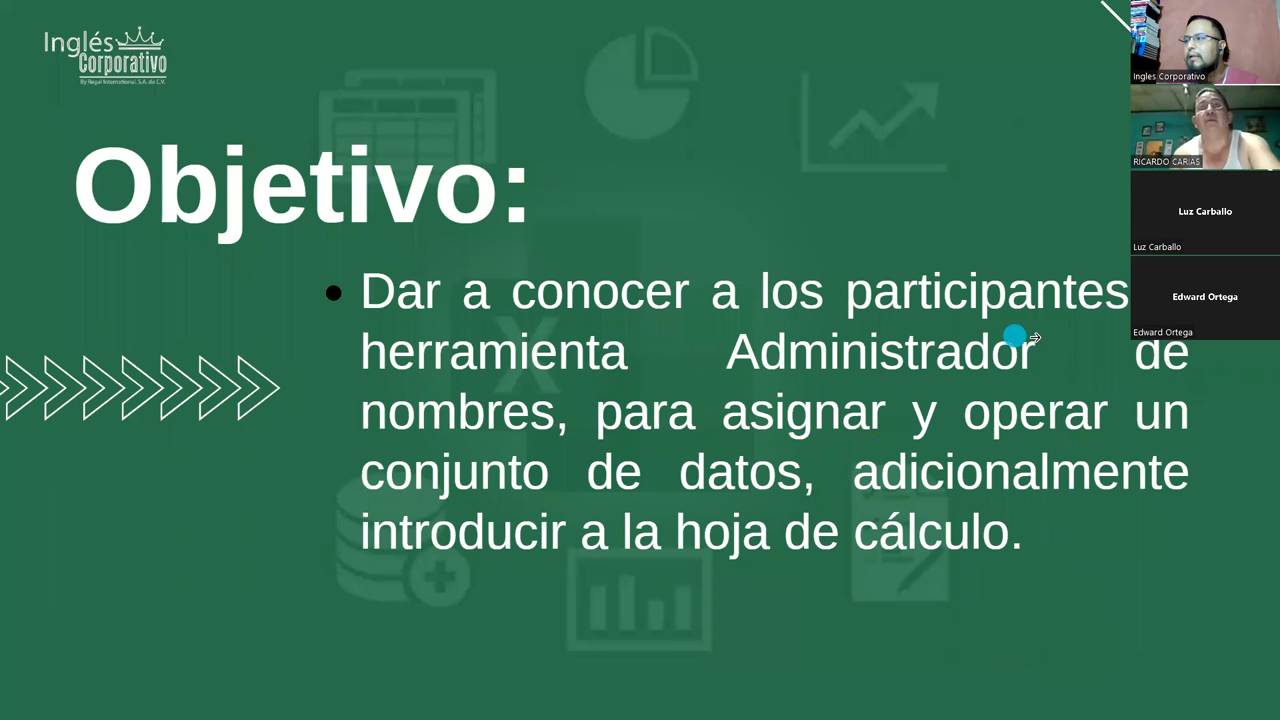 Inglés
Corporativo
By Regal International, S.A. de C.V.
Objetivo:
Dar a conocer a los participantes
herramienta Administrador de
nombres, para asignar y operar un
conjunto de datos, adicionalmente
introducir a la hoja de cálculo.
X
Ingles Corporativo
RICARDO CARIAS
Luz Carballo
Luz Carballo
Edward Ortega
Edward Ortega